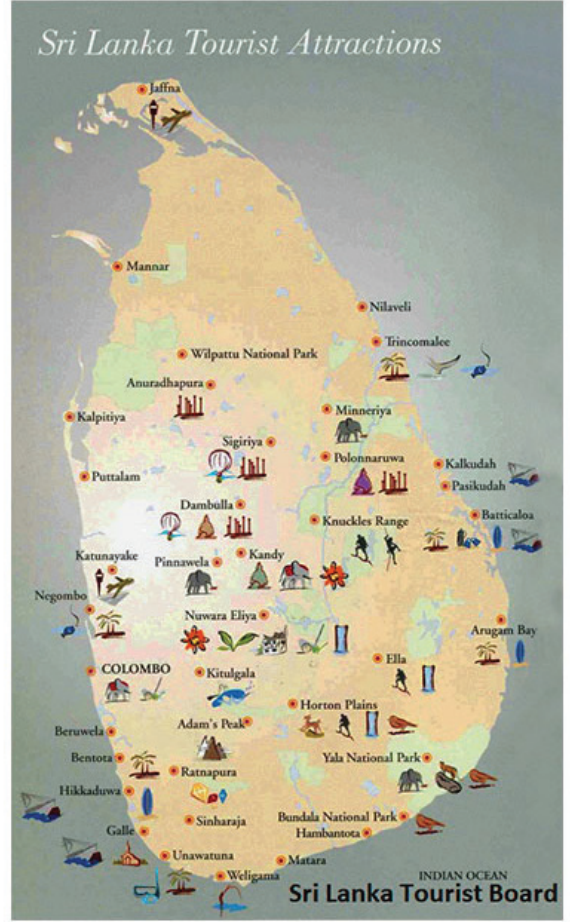 Sri Lanka Tourist Attractions
Jaffna
Mannar
Nilaveli
Trincomalee
Wilpattu National Park
Anuradhapura
Minneriya
Kalpitiya
Sigiriya
Polonnaruwa
Kalkudah
Puttalam
Pasikudah
Dambulla
Batticaloa
Knuckles Range
Katunayake
Kandy
Pinnawela
Negombo
Nuwara Eliya
Arugam Bay
Ella
COLOMBO
Kitulgala
Horton Plains
Adam's Peak
Beruwela
Bentota
Yala National Park
Ratnapura
Hikkaduwa
Bundala National Park
Sinharaja
Galle
Hambantota
Unawatuna
Matara
Weligama
INDIAN OCEAN
Sri Lanka Tourist Board